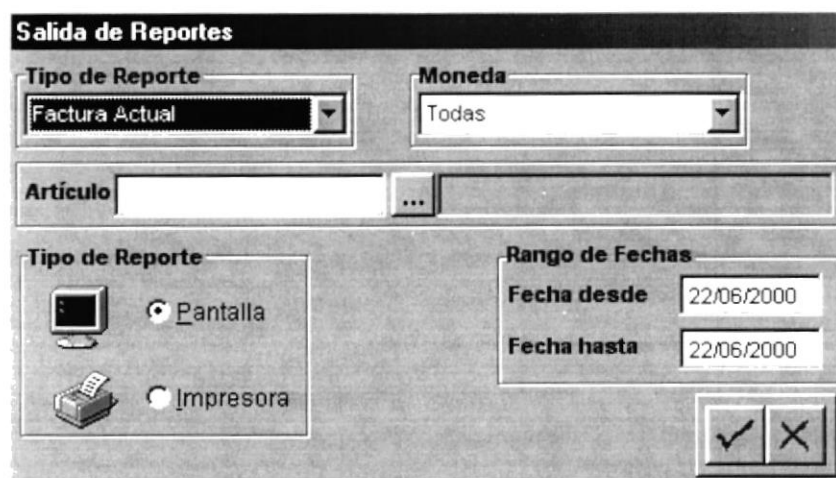 Salida de Reportes
Tipo de Reporte
Moneda
Factura Actual
Todas
Artículo
...
Tipo de Reporte
Pantalla
Impresora
Rango de Fechas
Fecha desde 22/06/2000
Fecha hasta 22/06/2000